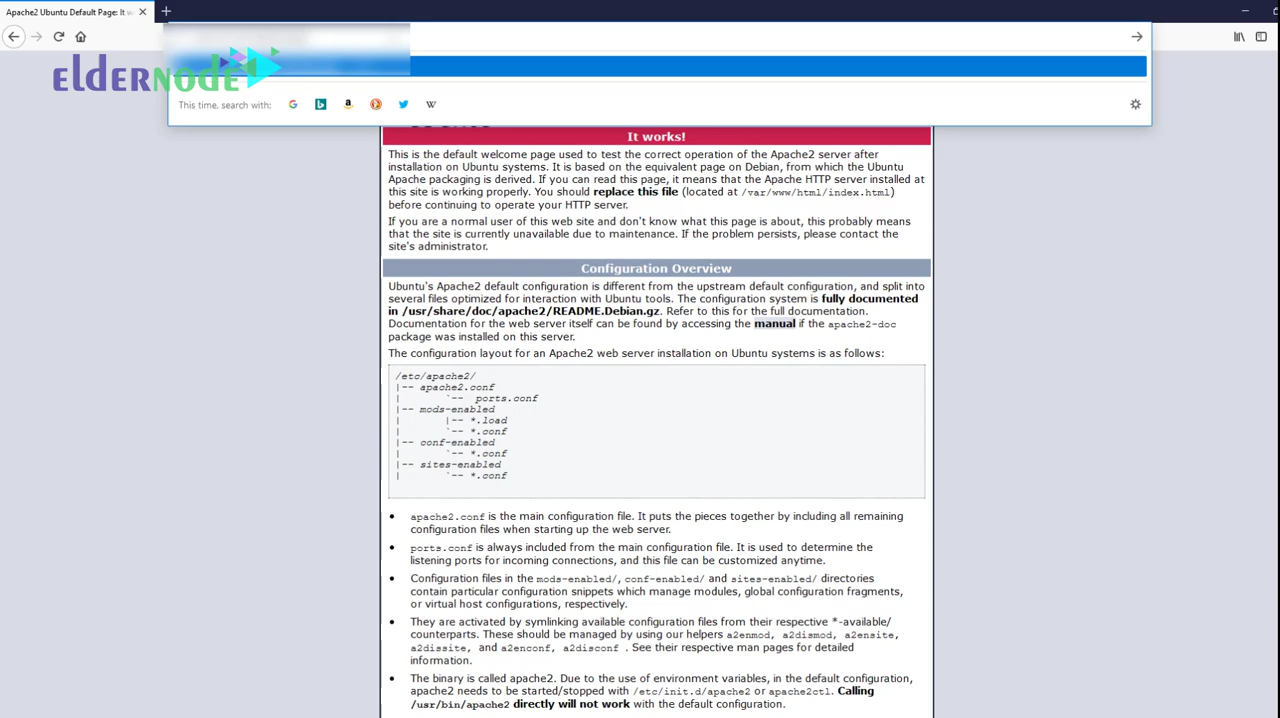 Apache2 Ubuntu Default Page: It w
ELDERNODE
This time, search with:
It works!
This is the default welcome page used to test the correct operation of the Apache2 server after
installation on Ubuntu systems. It is based on the equivalent page on Debian, from which the Ubuntu
Apache packaging is derived. If you can read this page, it means that the Apache HTTP server installed at
this site is working properly. You should replace this file (located at /var/www/html/index.html)
before continuing to operate your HTTP server.
If you are a normal user of this web site and don't know what this page is about, this probably means
that the site is currently unavailable due to maintenance. If the problem persists, please contact the
site's administrator.
Configuration Overview
Ubuntu's Apache2 default configuration is different from the upstream default configuration, and split into
several files optimized for interaction with Ubuntu tools. The configuration system is fully documented
in /usr/share/doc/apache2/README.Debian.gz. Refer to this for the full documentation.
Documentation for the web server itself can be found by accessing the manual if the apache2-doc
package was installed on this server.
The configuration layout for an Apache2 web server installation on Ubuntu systems is as follows:
/etc/apache2/
|-- apache2.conf
|       `--  ports.conf
|-- mods-enabled
|       |-- *.load
|       `-- *.conf
|-- conf-enabled
|       `-- *.conf
|-- sites-enabled
|       `-- *.conf
• apache2.conf is the main configuration file. It puts the pieces together by including all remaining
configuration files when starting up the web server.
• ports.conf is always included from the main configuration file. It is used to determine the
listening ports for incoming connections, and this file can be customized anytime.
• Configuration files in the mods-enabled/, conf-enabled/ and sites-enabled/ directories
contain particular configuration snippets which manage modules, global configuration fragments,
or virtual host configurations, respectively.
• They are activated by symlinking available configuration files from their respective *-available/
counterparts. These should be managed by using our helpers a2enmod, a2dismod, a2ensite,
a2dissite, and a2enconf, a2disconf . See their respective man pages for detailed
information.
• The binary is called apache2. Due to the use of environment variables, in the default configuration,
apache2 needs to be started/stopped with /etc/init.d/apache2 or apache2ctl. Calling
/usr/bin/apache2 directly will not work with the default configuration.